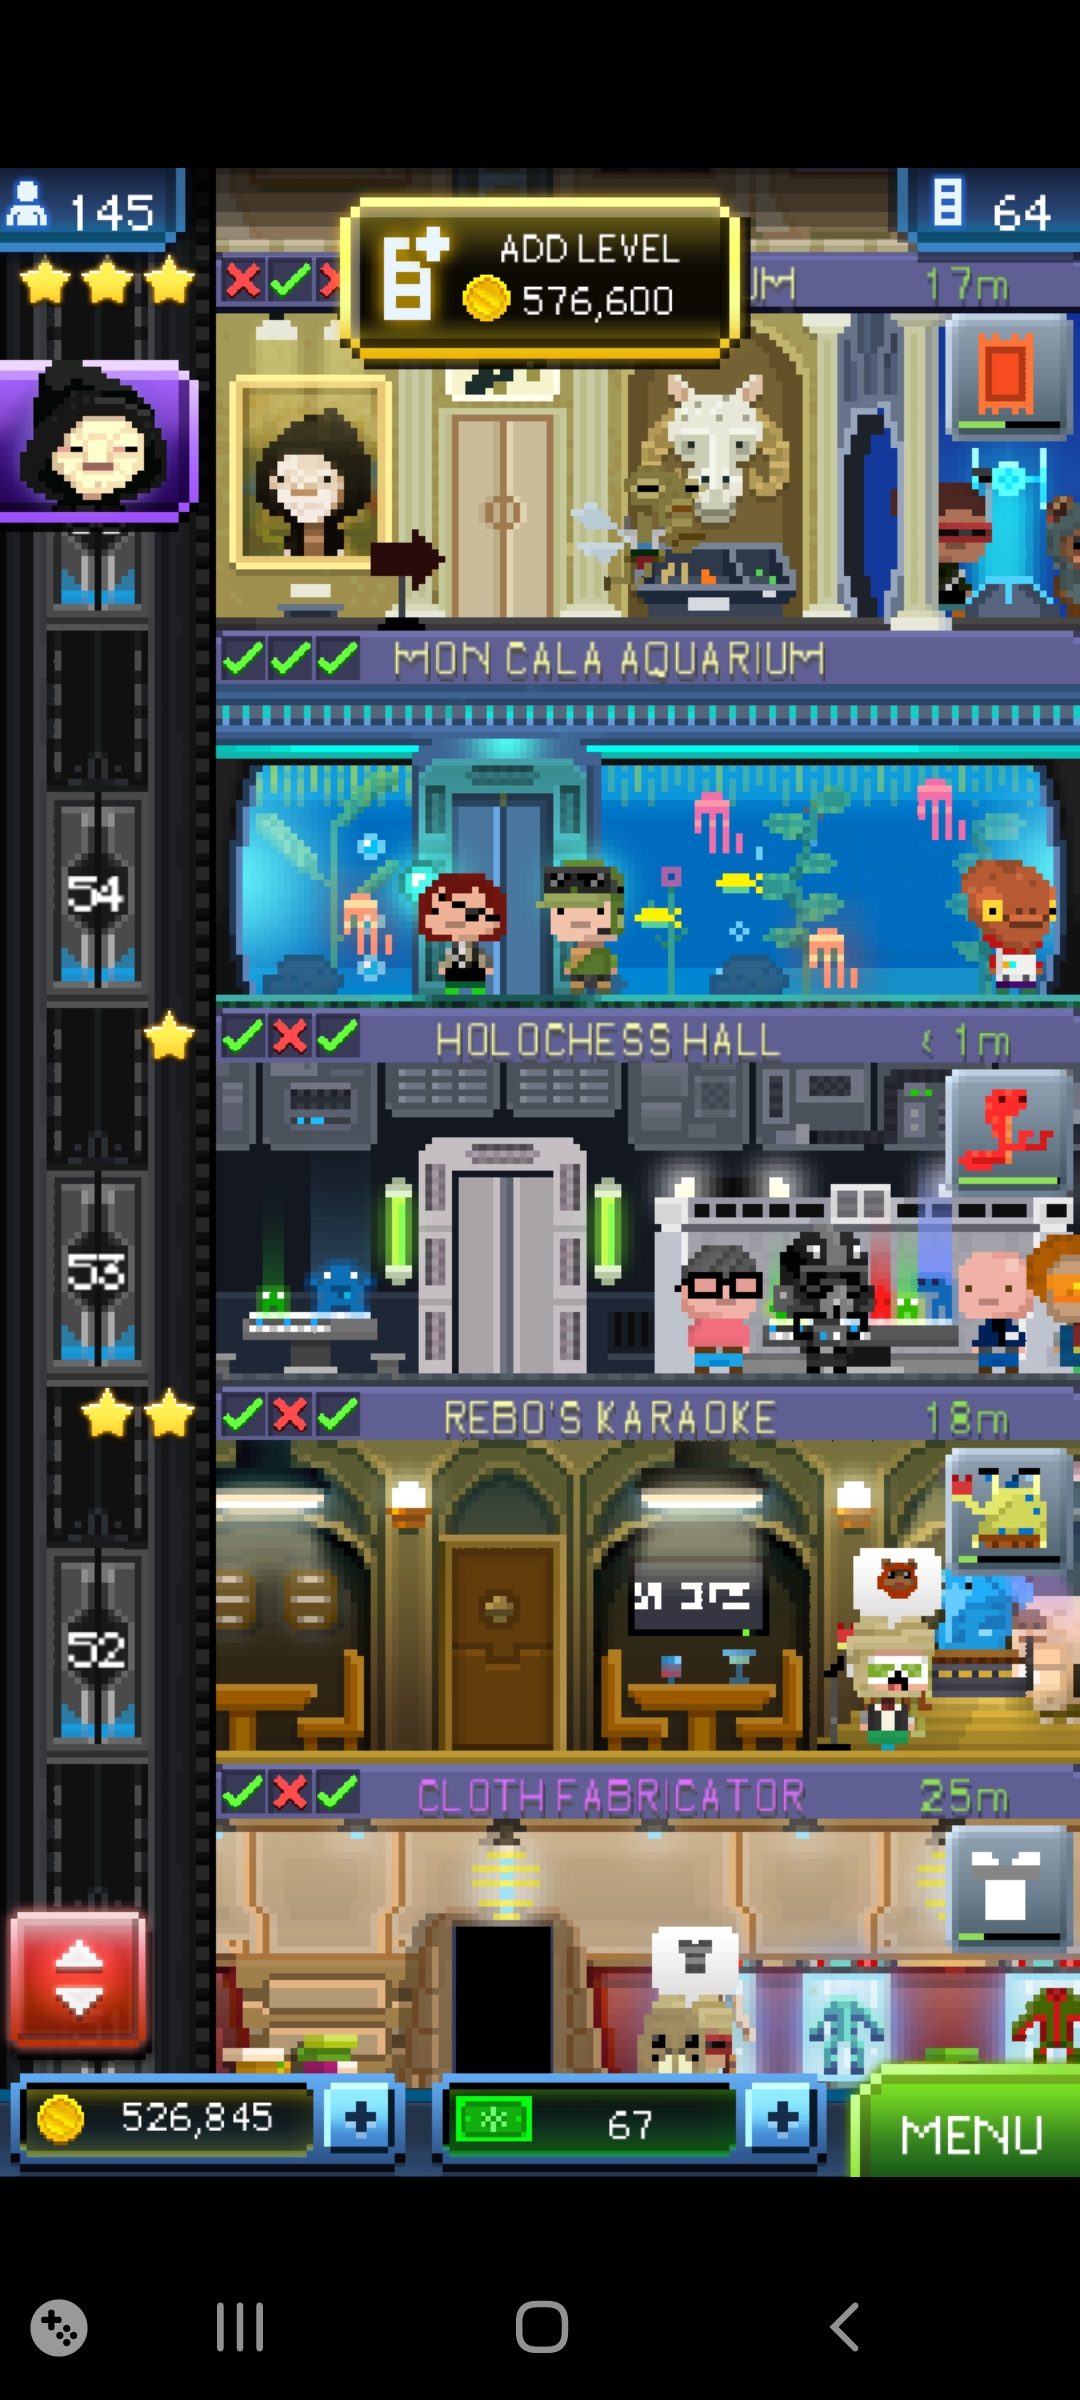 145
64
ADD LEVEL
576,600
UM 17m
MON CALA AQUARIUM
54
HOLOCHESS HALL < 1m
53
REBO'S KARAOKE 18m
52
CLOTH FABRICATOR 25m
526,845
67
MENU